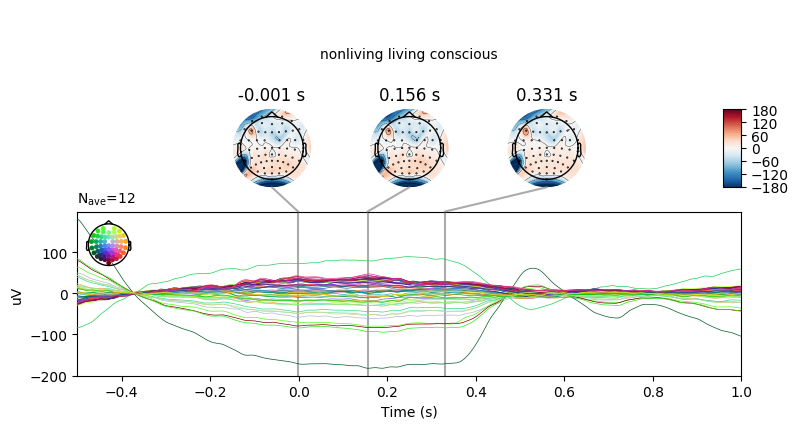 nonliving living conscious
-0.001 s 0.156 s 0.331 s
180
120
60
0
−60
−120
−180
Nave=12
100
0
−100
−200
uV
−0.4 −0.2 0.0 0.2 0.4 0.6 0.8 1.0
Time (s)